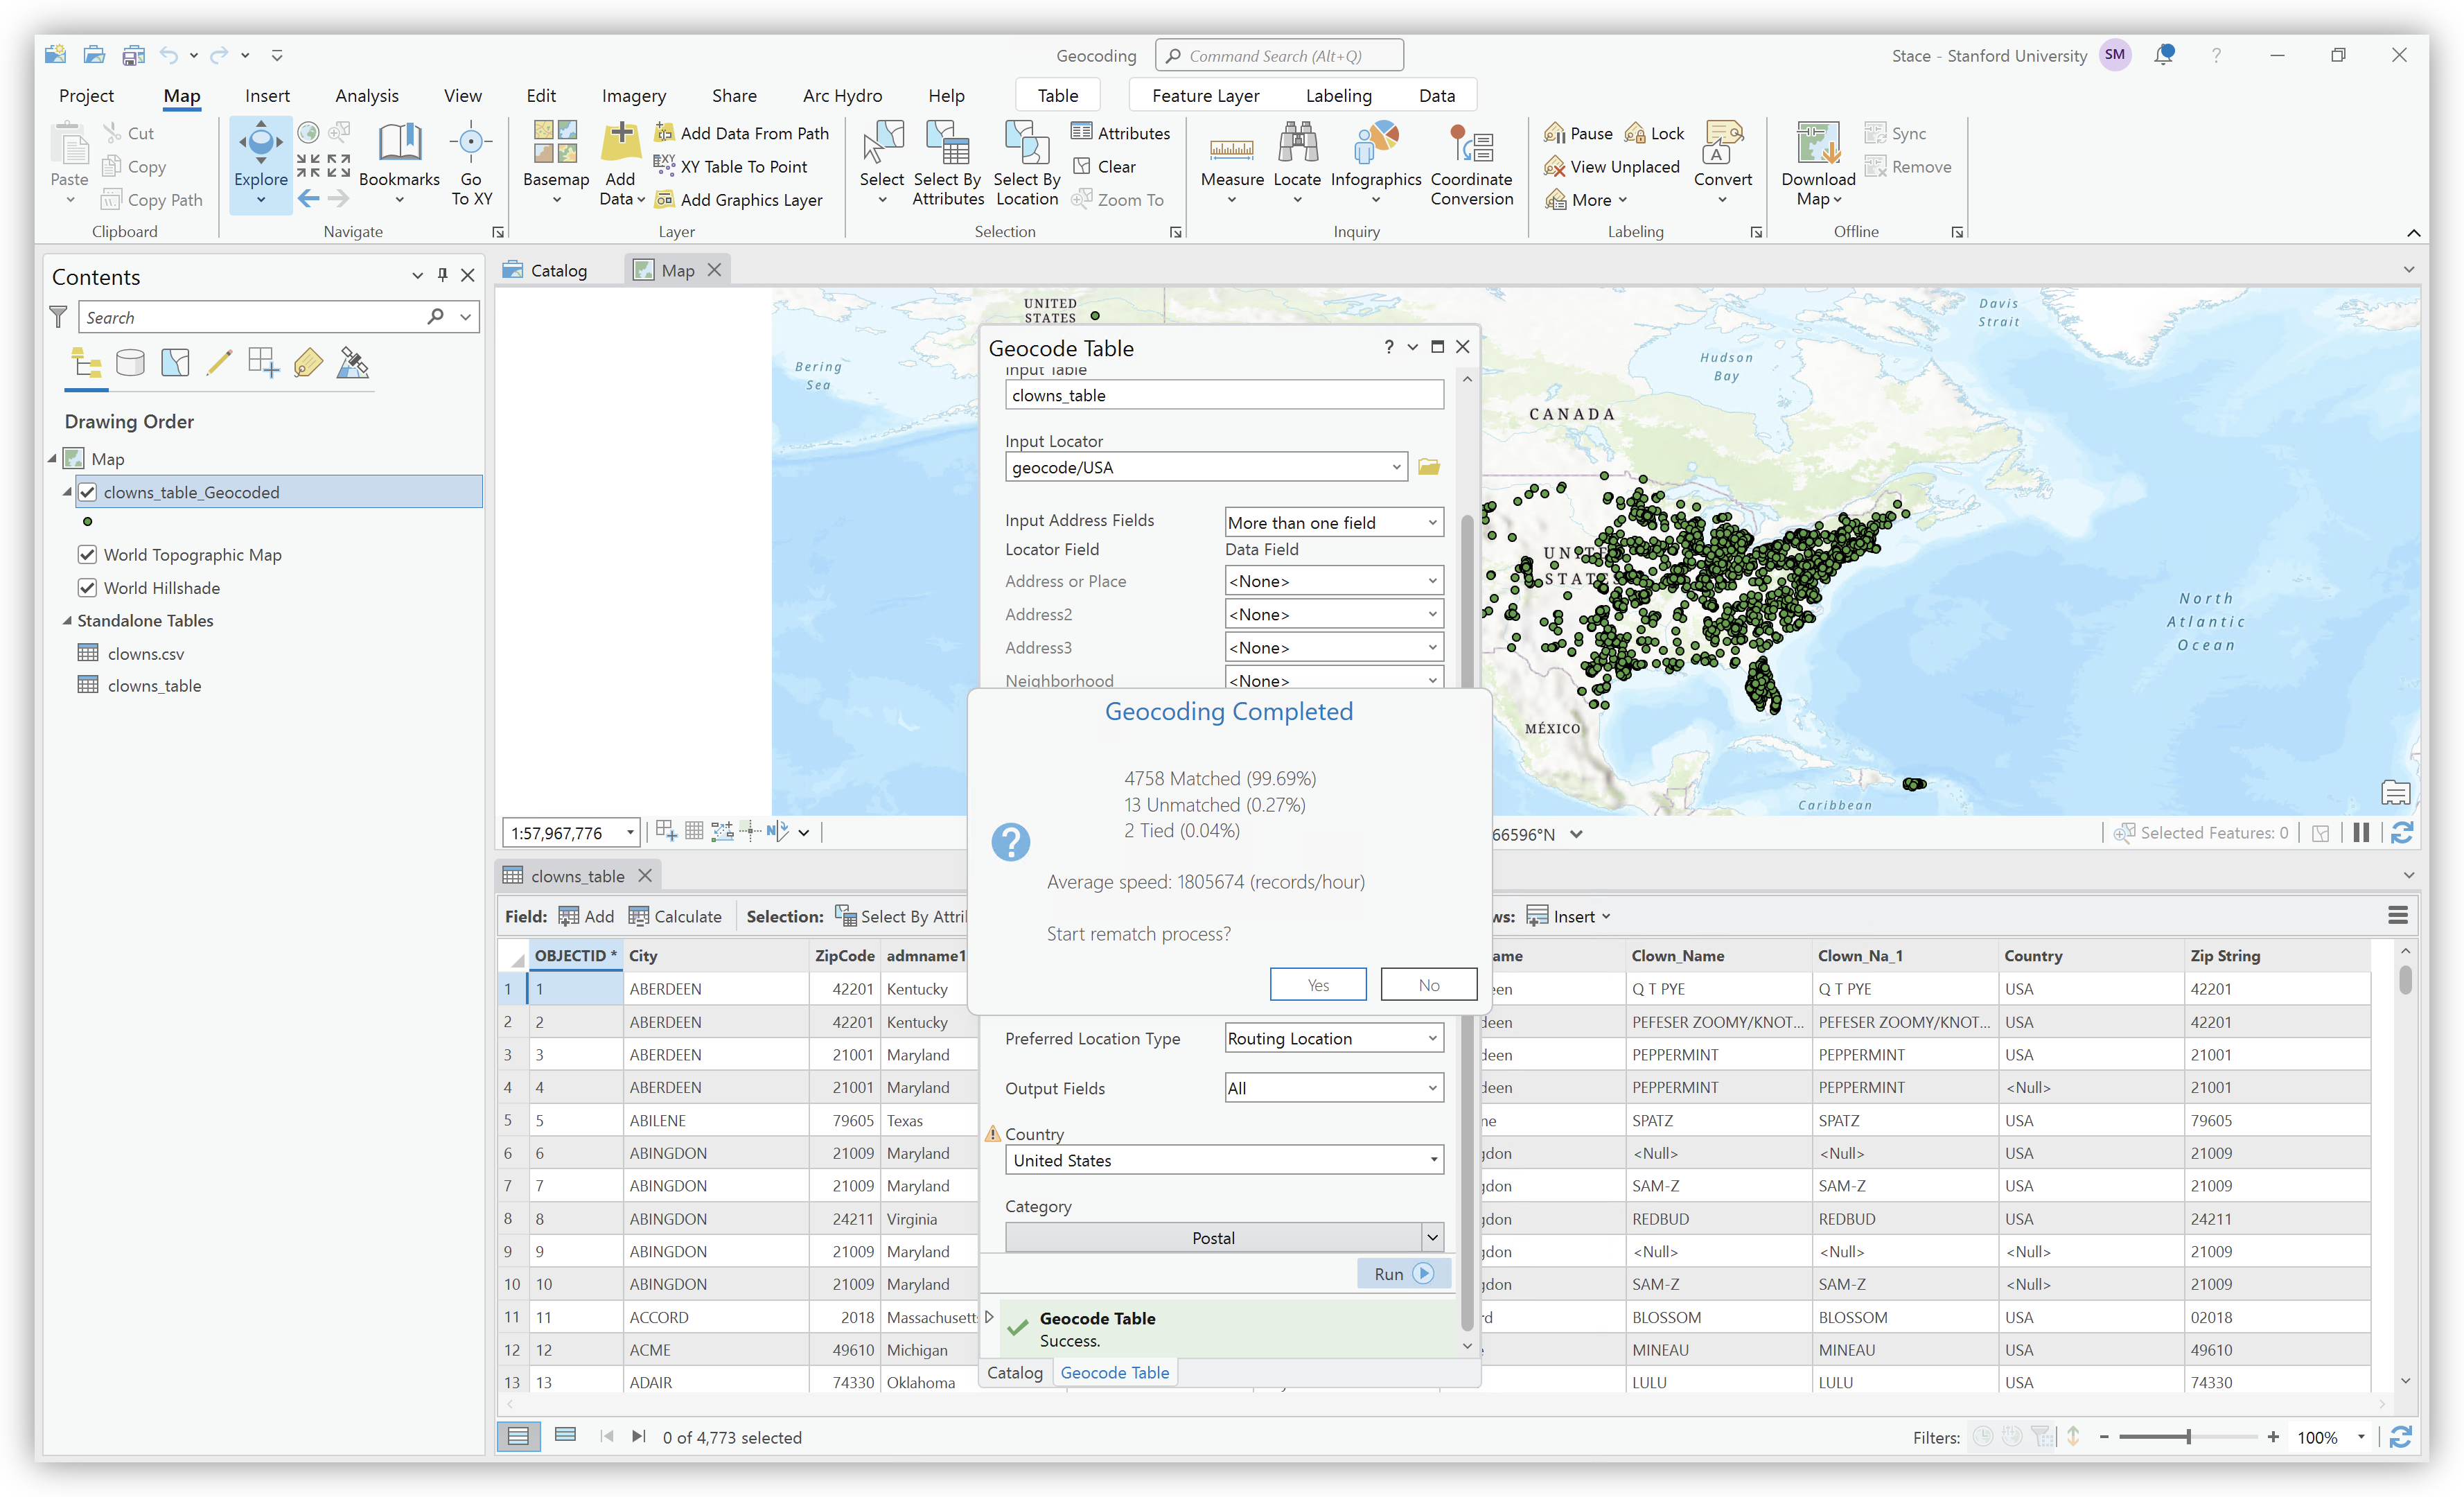 Geocoding
Command Search (Alt+Q)
Stace - Stanford University
SM
Project Map Insert Analysis View Edit Imagery Share Arc Hydro Help Table Feature Layer Labeling Data
Paste
Cut
Copy
Copy Path
Clipboard
Explore
Bookmarks
Go To XY
Navigate
Basemap
Add Data
Add Data From Path
XY Table To Point
Add Graphics Layer
Layer
Select
Select By Attributes
Select By Location
Attributes
Clear
Zoom To
Selection
Measure
Locate
Infographics
Coordinate Conversion
Inquiry
Pause
Lock
View Unplaced
More
Convert
Labeling
Download Map
Sync
Remove
Offline
Contents
Search
Drawing Order
Map
clowns_table_Geocoded
World Topographic Map
World Hillshade
Standalone Tables
clowns.csv
clowns_table
Catalog
Map
UNITED STATES
Bering Sea
Davis Strait
Hudson Bay
CANADA
UNITE
STATES
North Atlantic Ocean
MÉXICO
Caribbean
Geocode Table
Input Table
clowns_table
Input Locator
geocode/USA
Input Address Fields More than one field
Locator Field Data Field
Address or Place <None>
Address2 <None>
Address3 <None>
Neighborhood <None>
Geocoding Completed
4758 Matched (99.69%)
13 Unmatched (0.27%)
2 Tied (0.04%)
Average speed: 1805674 (records/hour)
Start rematch process?
Yes
No
Preferred Location Type Routing Location
Output Fields All
Country
United States
Category
Postal
Run
Geocode Table
Success.
Catalog Geocode Table
1:57,967,776
66596°N
Selected Features: 0
clowns_table
Field: Add Calculate Selection: Select By Attri
ws: Insert
OBJECTID * City ZipCode admname1 ame Clown_Name Clown_Na_1 Country Zip String
1 1 ABERDEEN 42201 Kentucky een Q T PYE Q T PYE USA 42201
2 2 ABERDEEN 42201 Kentucky deen PEFESER ZOOMY/KNOT... PEFESER ZOOMY/KNOT... USA 42201
3 3 ABERDEEN 21001 Maryland deen PEPPERMINT PEPPERMINT USA 21001
4 4 ABERDEEN 21001 Maryland deen PEPPERMINT PEPPERMINT <Null> 21001
5 5 ABILENE 79605 Texas ne SPATZ SPATZ USA 79605
6 6 ABINGDON 21009 Maryland gdon <Null> <Null> USA 21009
7 7 ABINGDON 21009 Maryland gdon SAM-Z SAM-Z USA 21009
8 8 ABINGDON 24211 Virginia gdon REDBUD REDBUD USA 24211
9 9 ABINGDON 21009 Maryland gdon <Null> <Null> <Null> 21009
10 10 ABINGDON 21009 Maryland gdon SAM-Z SAM-Z <Null> 21009
11 11 ACCORD 2018 Massachusett rd BLOSSOM BLOSSOM USA 02018
12 12 ACME 49610 Michigan MINEAU MINEAU USA 49610
13 13 ADAIR 74330 Oklahoma LULU LULU USA 74330
0 of 4,773 selected
Filters:
100%